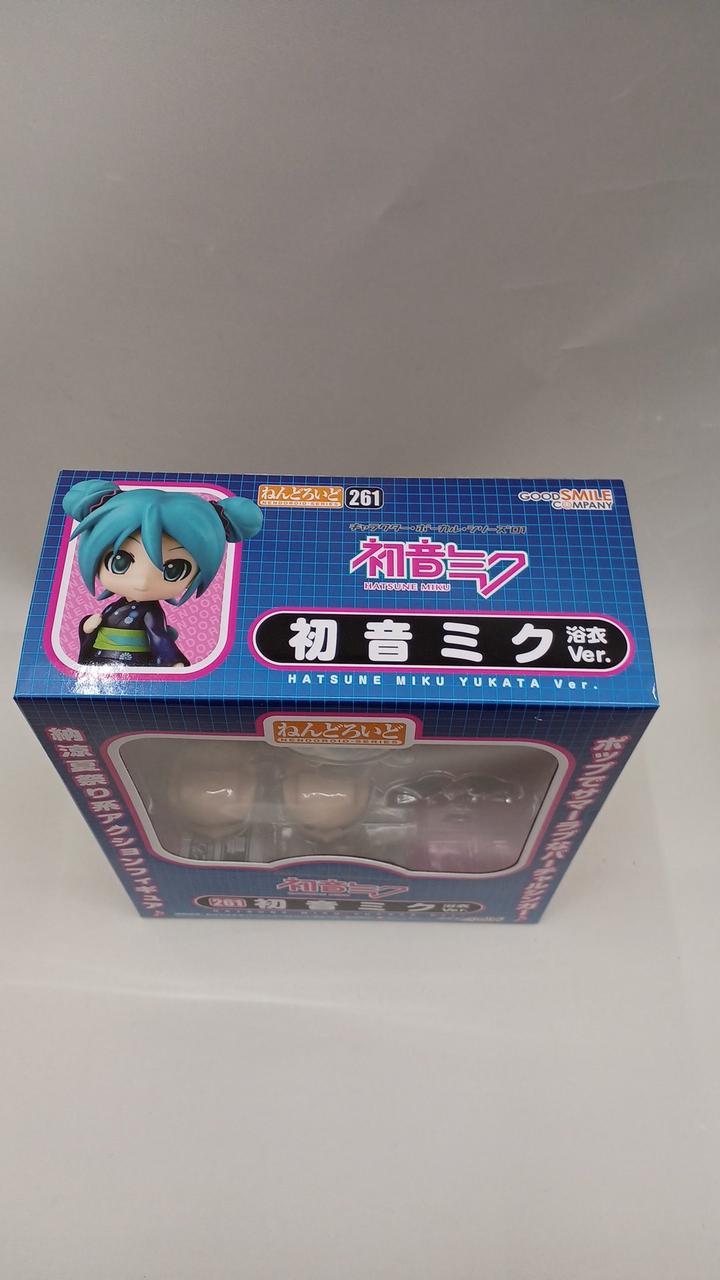 ねんどろいど
NENDOROID-SERIES
261
GOODSMILE
COMPANY
キャラクター・ボーカル・シリーズ01
初音ミク
HATSUNE MIKU
初音ミク 浴衣
Ver.
HATSUNE MIKU YUKATA Ver.
ねんどろいど
NENDOROID-SERIES
初音ミク
261 初音ミク 浴衣
Ver.